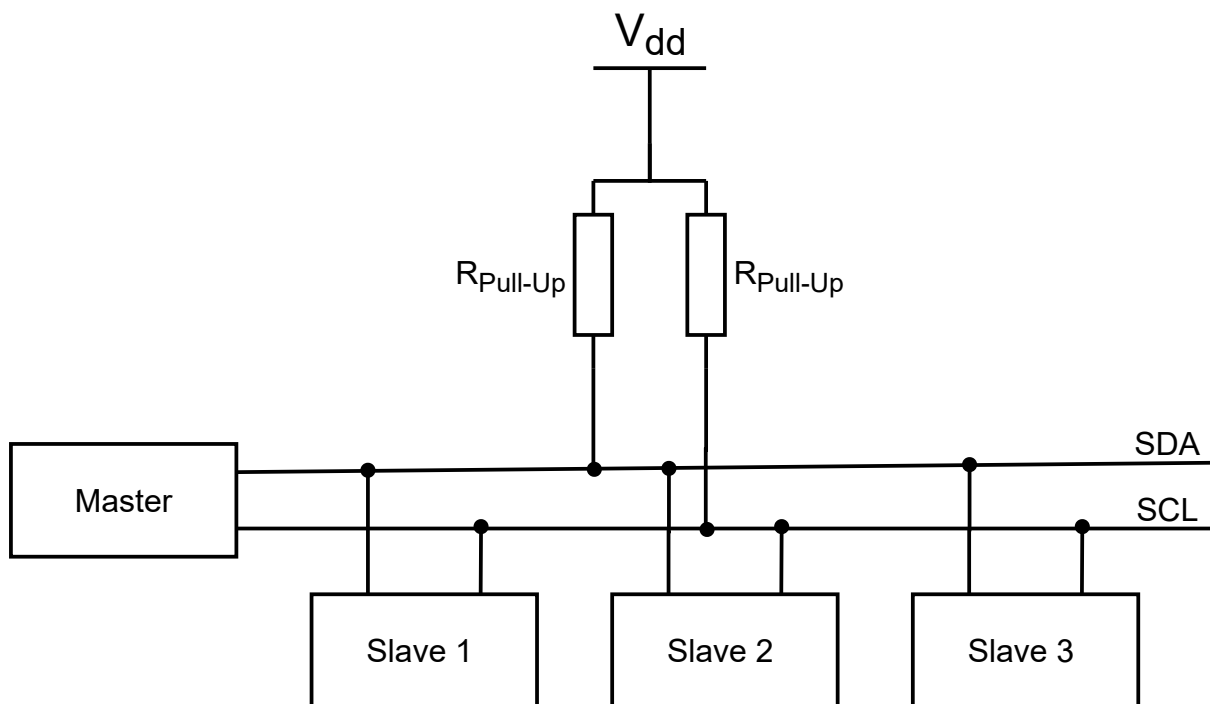 Vdd
RPull-Up
RPull-Up
SDA
Master
SCL
Slave 1
Slave 2
Slave 3